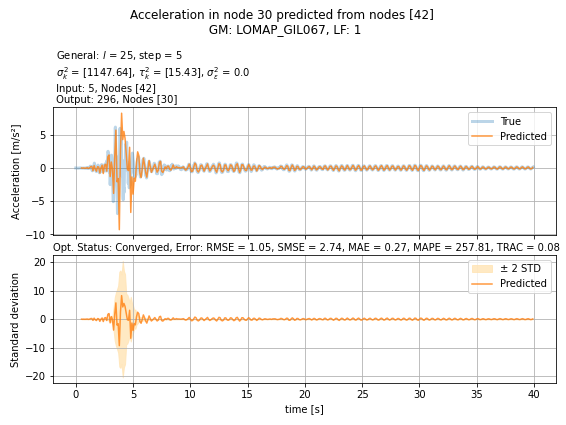 Acceleration in node 30 predicted from nodes [42]
GM: LOMAP_GIL067, LF: 1
General: l = 25, step = 5
σ²ₖ = [1147.64], τ²ₖ = [15.43], σ²ε = 0.0
Input: 5, Nodes [42]
Output: 296, Nodes [30]
Acceleration [m/s²]
5
0
−5
−10
True
Predicted
Opt. Status: Converged, Error: RMSE = 1.05, SMSE = 2.74, MAE = 0.27, MAPE = 257.81, TRAC = 0.08
Standard deviation
20
10
0
−10
−20
± 2 STD
Predicted
0 5 10 15 20 25 30 35 40
time [s]